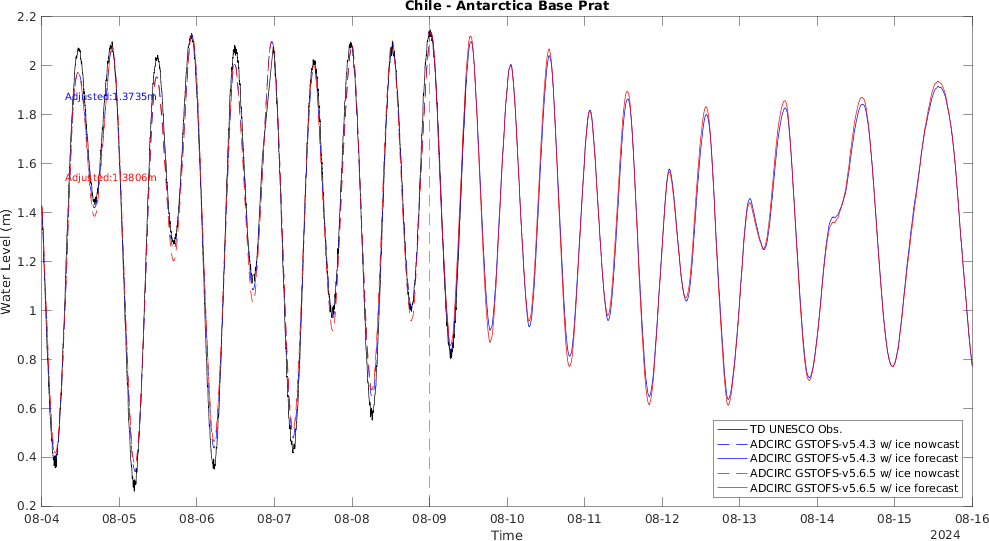 Chile - Antarctica Base Prat
2.2
2
1.8
1.6
1.4
1.2
1
0.8
0.6
0.4
0.2
Water Level (m)
Adjusted:1.3735m
Adjusted:1.3806m
TD UNESCO Obs.
ADCIRC GSTOFS-v5.4.3 w/ ice nowcast
ADCIRC GSTOFS-v5.4.3 w/ ice forecast
ADCIRC GSTOFS-v5.6.5 w/ ice nowcast
ADCIRC GSTOFS-v5.6.5 w/ ice forecast
08-04 08-05 08-06 08-07 08-08 08-09 08-10 08-11 08-12 08-13 08-14 08-15 08-16
Time
2024